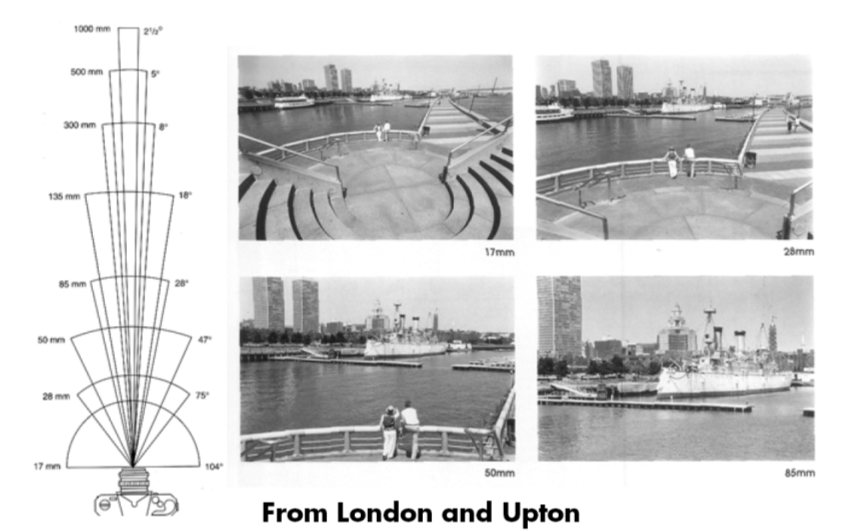 1000 mm 2½°
500 mm 5°
300 mm 8°
135 mm 18°
85 mm 28°
50 mm 47°
28 mm 75°
17 mm 104°
17mm 28mm
50mm 85mm
From London and Upton